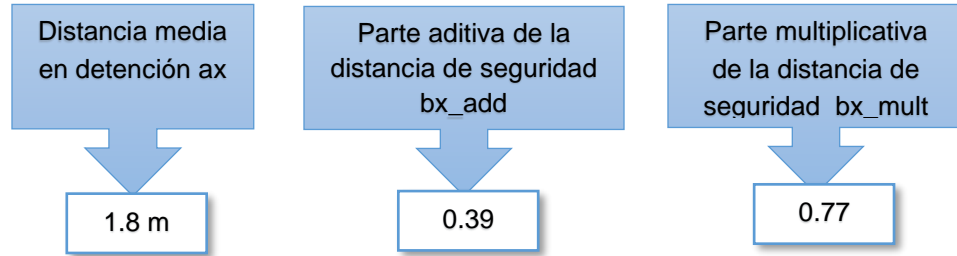 Distancia media
en detención ax
1.8 m
Parte aditiva de la
distancia de seguridad
bx_add
0.39
Parte multiplicativa
de la distancia de
seguridad bx_mult
0.77